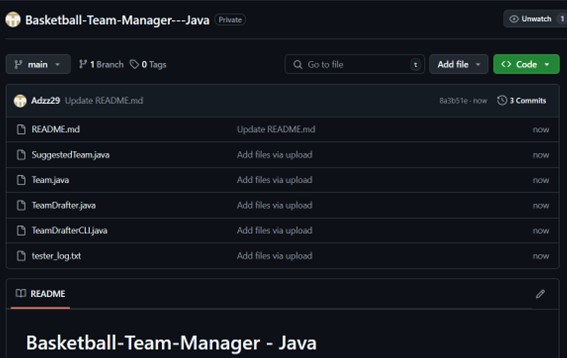 Basketball-Team-Manager---Java Private Unwatch 1
main 1 Branch 0 Tags Go to file t Add file Code
Adzz29 Update README.md 8a3b51e · now 3 Commits
README.md Update README.md now
SuggestedTeam.java Add files via upload now
Team.java Add files via upload now
TeamDrafter.java Add files via upload now
TeamDrafterCLI.java Add files via upload now
tester_log.txt Add files via upload now
README
Basketball-Team-Manager - Java